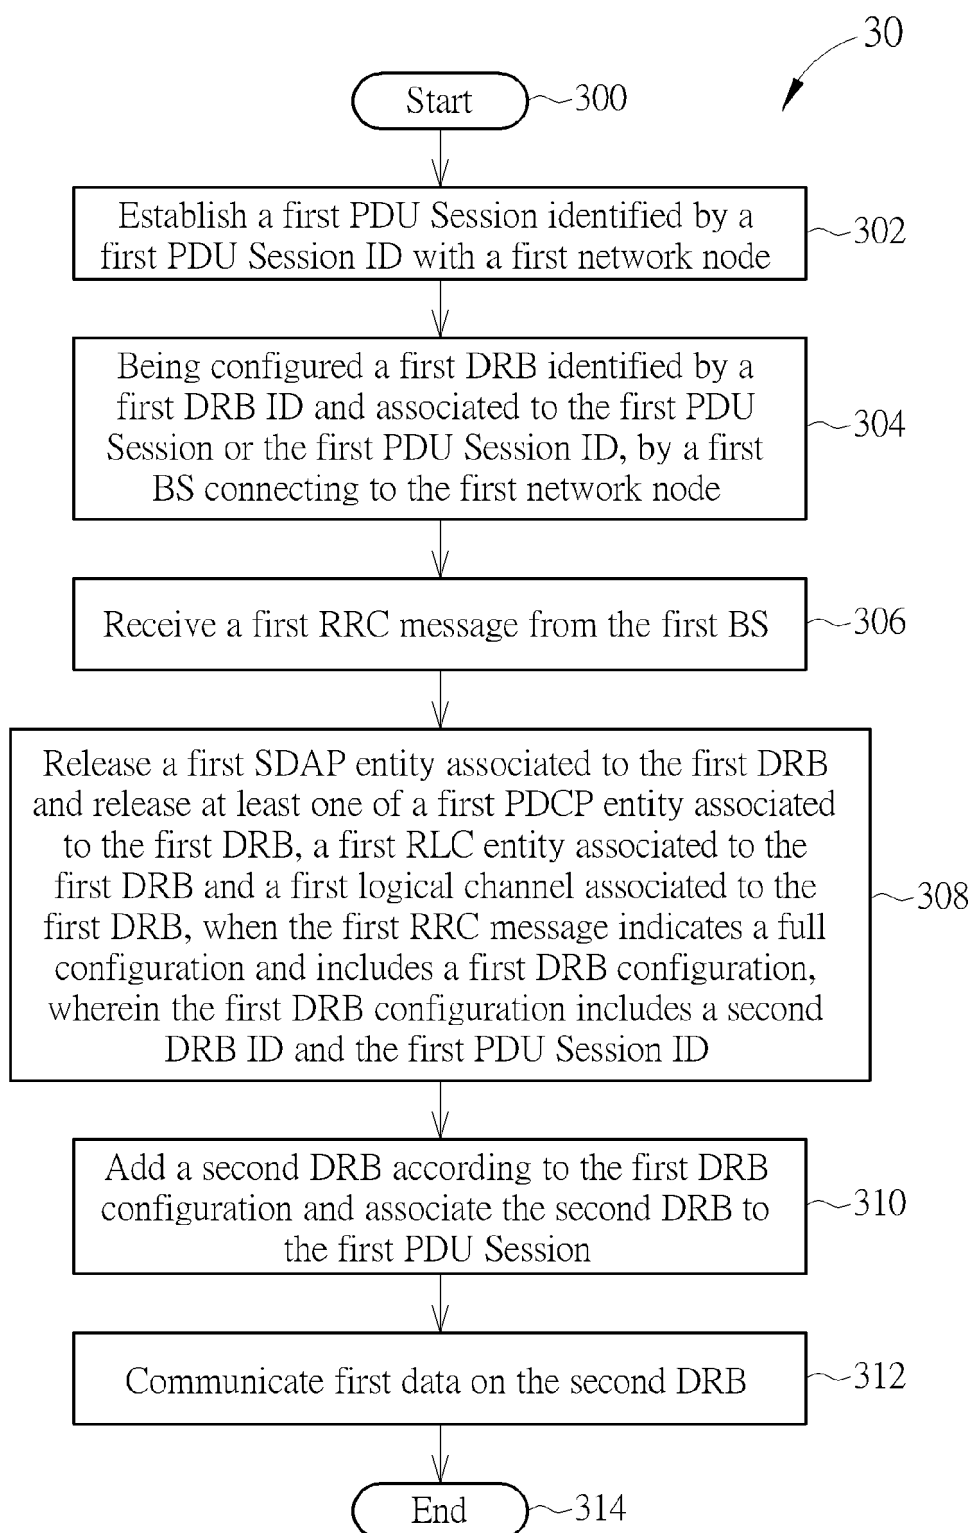 30
Start
300
Establish a first PDU Session identified by a
first PDU Session ID with a first network node
302
Being configured a first DRB identified by a
first DRB ID and associated to the first PDU
Session or the first PDU Session ID, by a first
BS connecting to the first network node
304
Receive a first RRC message from the first BS
306
Release a first SDAP entity associated to the first DRB
and release at least one of a first PDCP entity associated
to the first DRB, a first RLC entity associated to the
first DRB and a first logical channel associated to the
first DRB, when the first RRC message indicates a full
configuration and includes a first DRB configuration,
wherein the first DRB configuration includes a second
DRB ID and the first PDU Session ID
308
Add a second DRB according to the first DRB
configuration and associate the second DRB to
the first PDU Session
310
Communicate first data on the second DRB
312
End
314